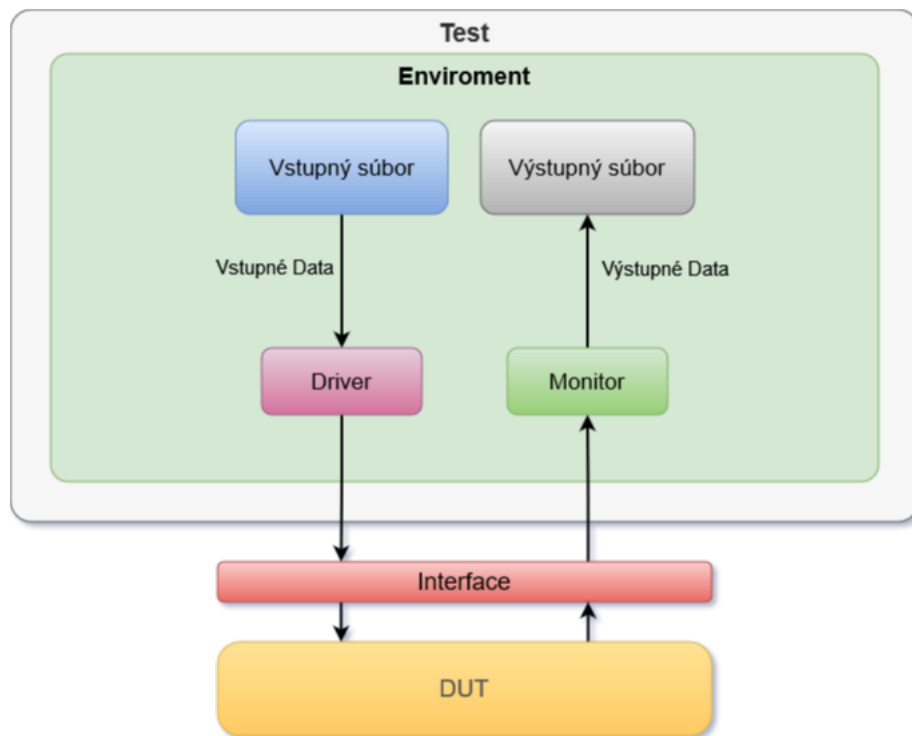 Test
Enviroment
Vstupný súbor
Výstupný súbor
Vstupné Data
Výstupné Data
Driver
Monitor
Interface
DUT